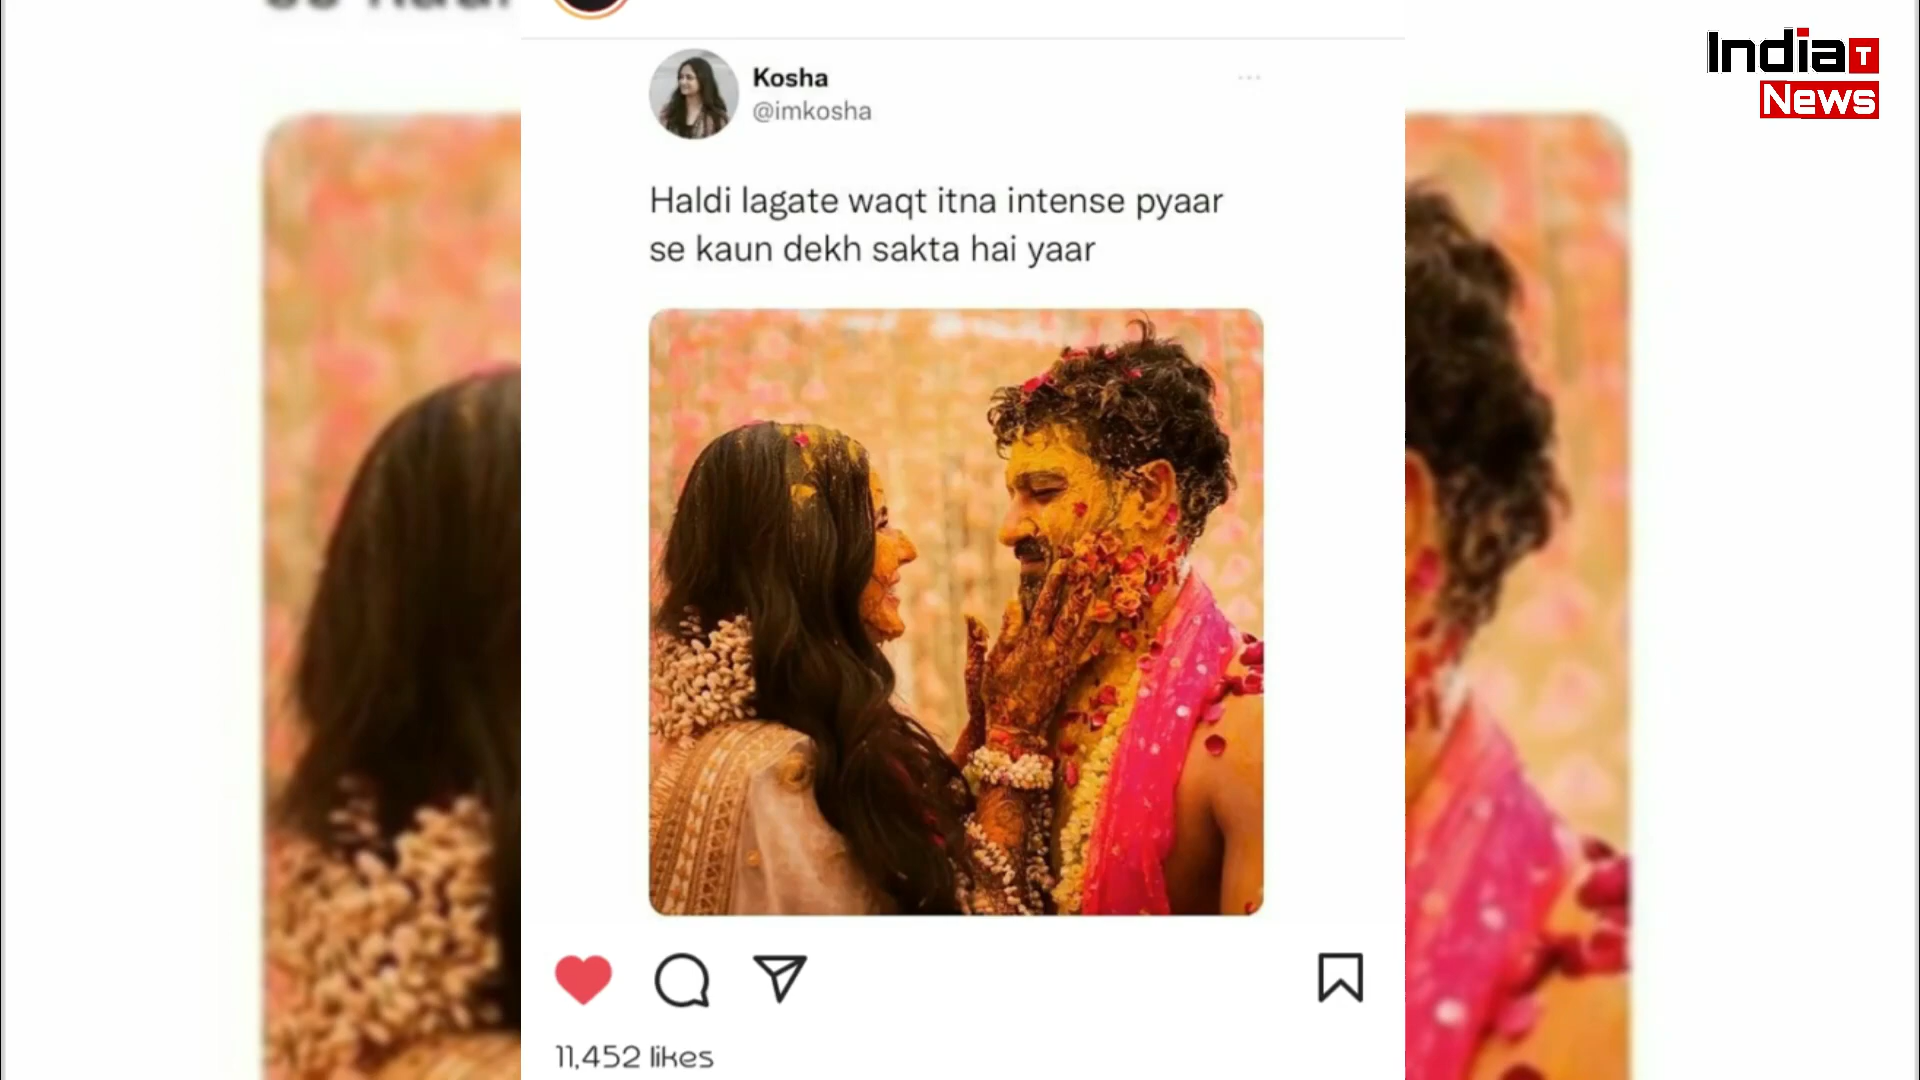 India T
News
Kosha
@imkosha
Haldi lagate waqt itna intense pyaar
se kaun dekh sakta hai yaar
11,452 likes